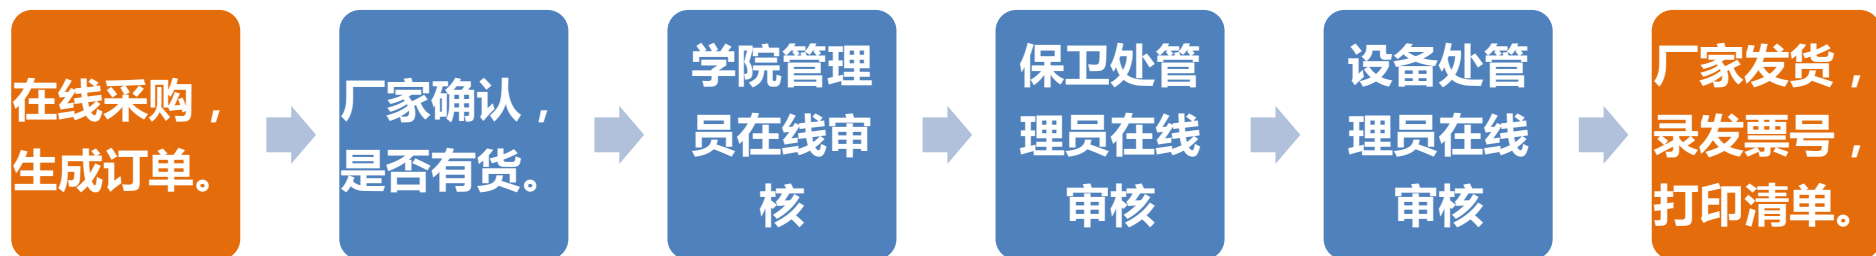 在线采购，
生成订单。
厂家确认，
是否有货。
学院管理
员在线审
核
保卫处管
理员在线
审核
设备处管
理员在线
审核
厂家发货，
录发票号，
打印清单。